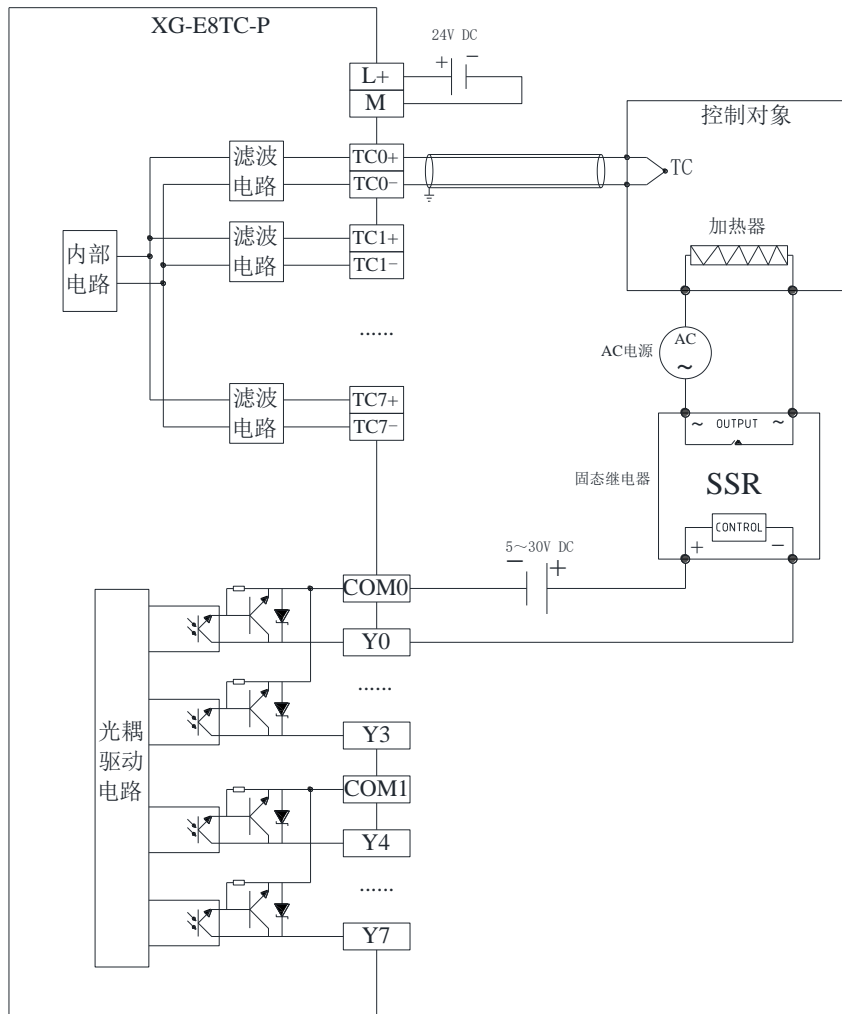 XG-E8TC-P
24V DC
+ −
L+
M
控制对象
滤波
电路
TC0+
TC0−
TC
内部
电路
滤波
电路
TC1+
TC1−
加热器
......
AC电源
AC
~
滤波
电路
TC7+
TC7−
~ OUTPUT ~
固态继电器
SSR
CONTROL
+ −
5～30V DC
− +
COM0
Y0
......
光耦
驱动
电路
Y3
COM1
Y4
......
Y7